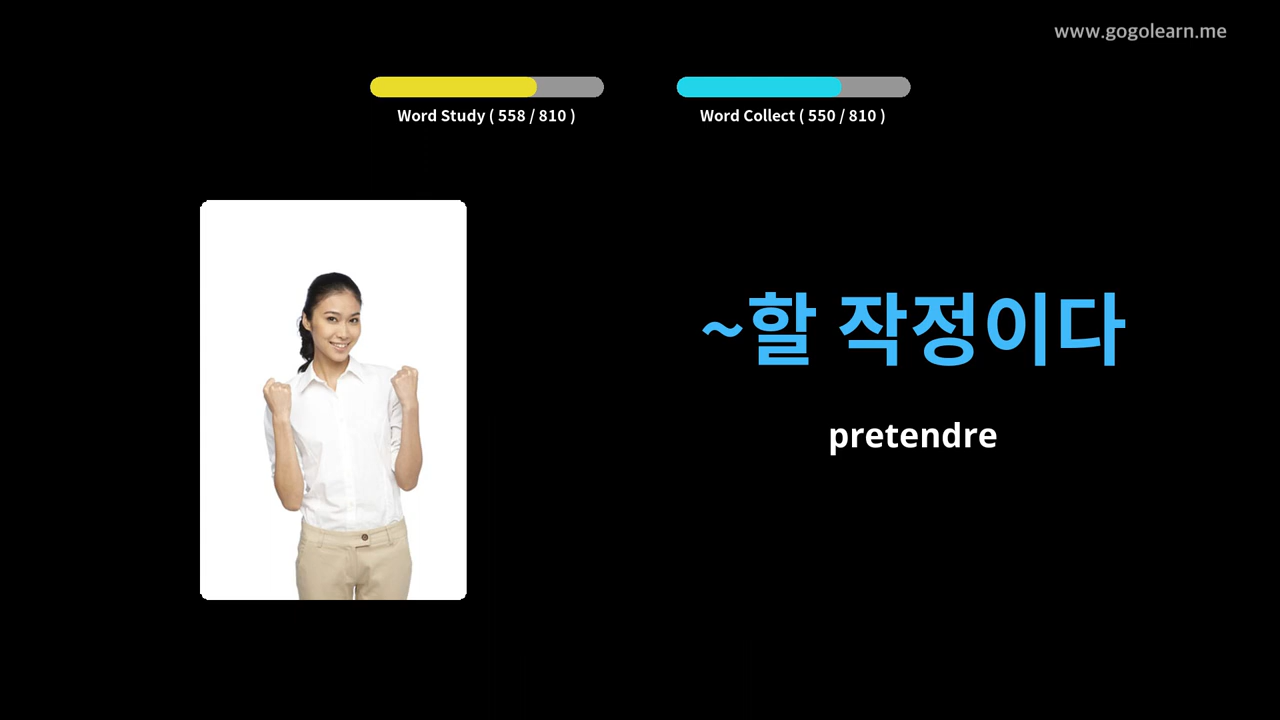 www.gogolearn.me
Word Study ( 558 / 810 )
Word Collect ( 550 / 810 )
~할 작정이다
pretendre